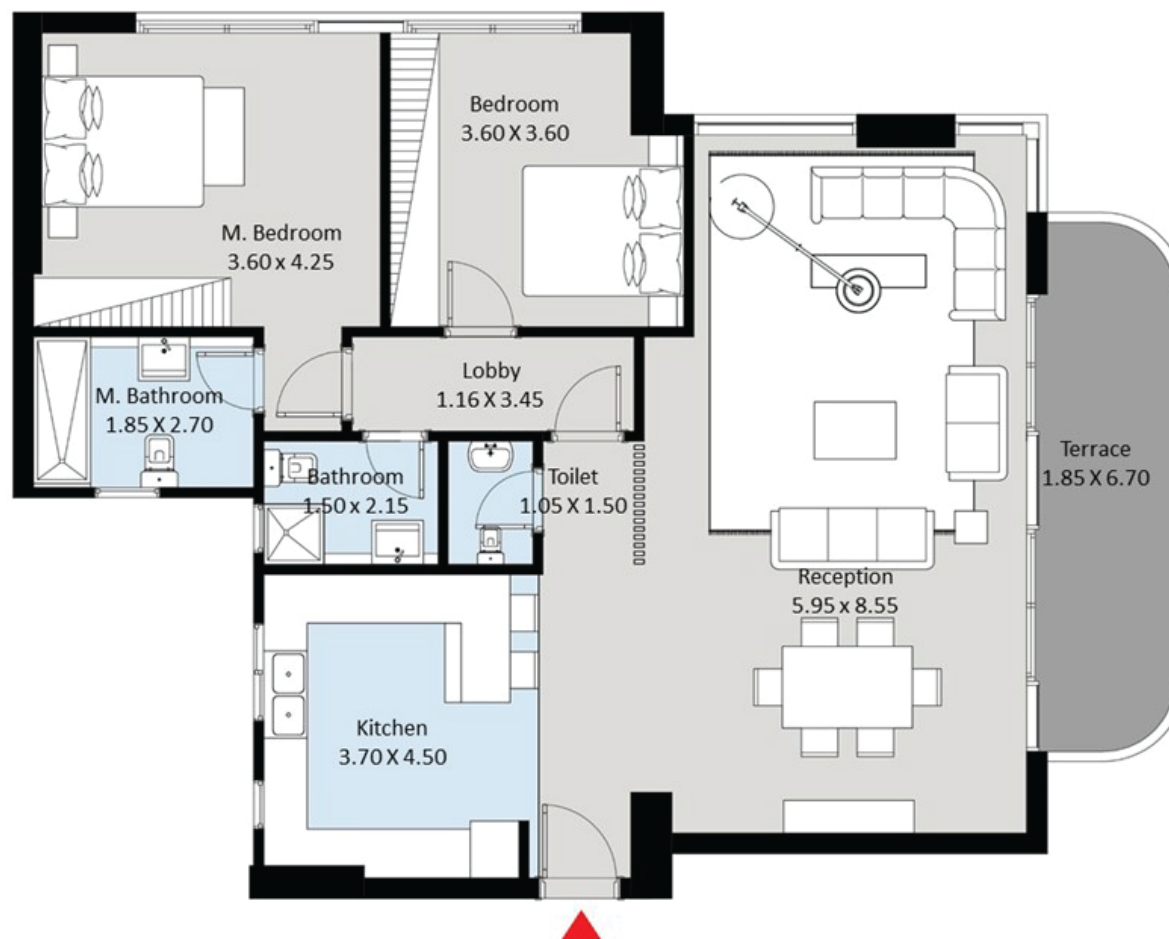 Bedroom
3.60 X 3.60
M. Bedroom
3.60 x 4.25
Lobby
1.16 X 3.45
M. Bathroom
1.85 X 2.70
Bathroom
1.50 x 2.15
Toilet
1.05 X 1.50
Terrace
1.85 X 6.70
Reception
5.95 x 8.55
Kitchen
3.70 X 4.50